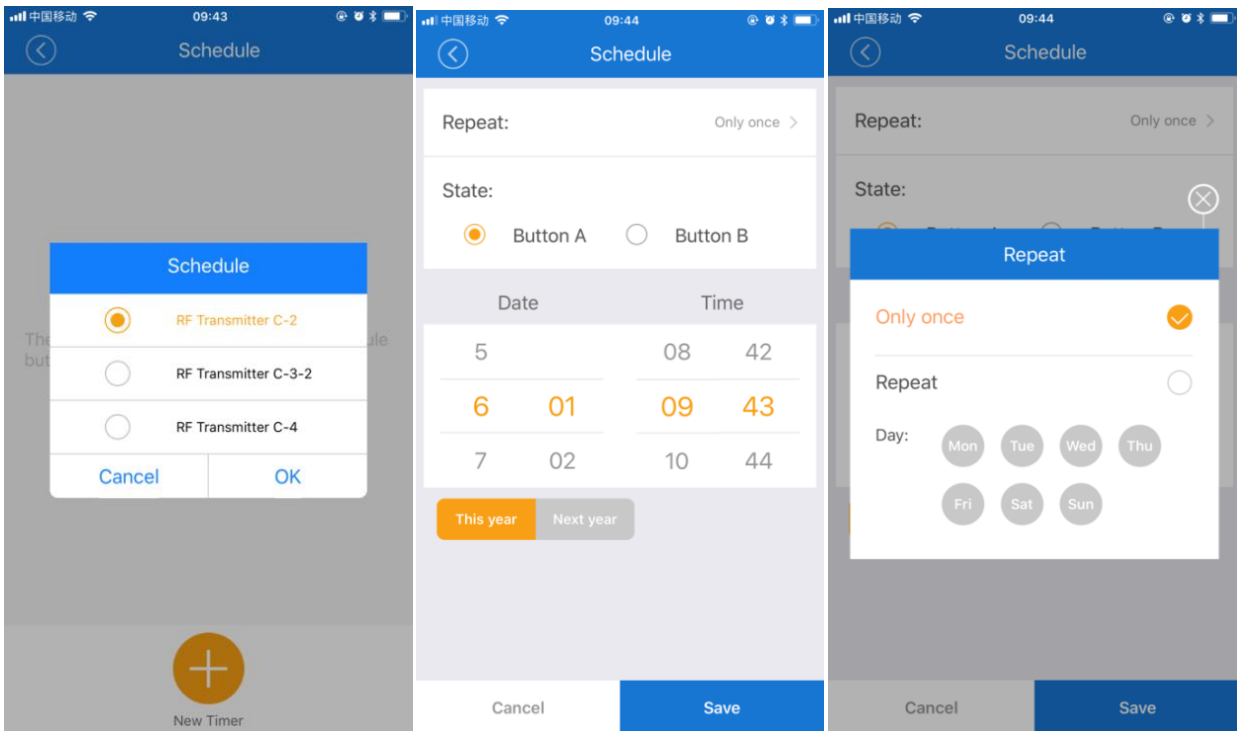 中国移动 09:43
Schedule
Schedule
RF Transmitter C-2
RF Transmitter C-3-2
RF Transmitter C-4
Cancel OK
New Timer
中国移动 09:44
Schedule
Repeat: Only once
State:
Button A Button B
Date Time
5 08 42
6 01 09 43
7 02 10 44
This year Next year
Cancel Save
中国移动 09:44
Schedule
Repeat: Only once
State:
Repeat
Only once
Repeat
Day: Mon Tue Wed Thu
Fri Sat Sun
Cancel Save